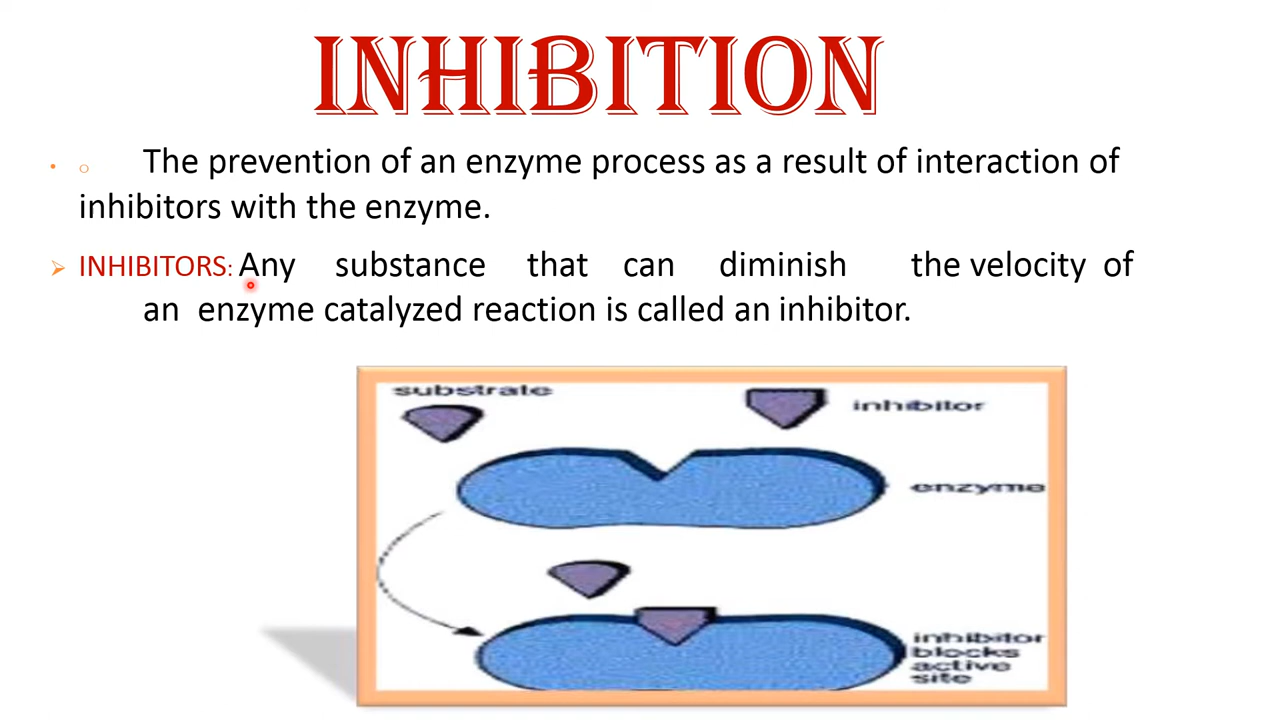 INHIBITION
The prevention of an enzyme process as a result of interaction of
inhibitors with the enzyme.
INHIBITORS: Any substance that can diminish the velocity of
an enzyme catalyzed reaction is called an inhibitor.
substrate
inhibitor
enzyme
inhibitor
blocks
active
site